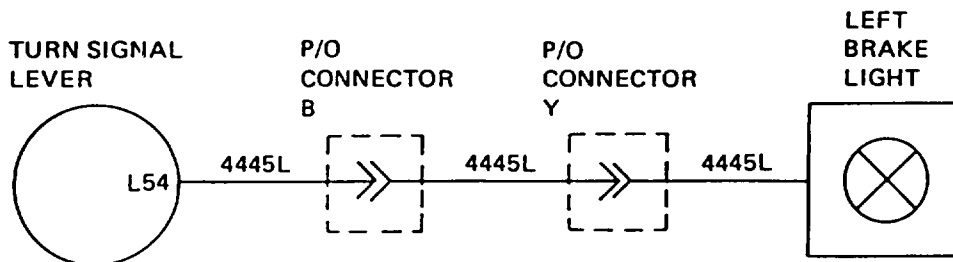 TURN SIGNAL
LEVER
P/O
CONNECTOR
B
P/O
CONNECTOR
Y
LEFT
BRAKE
LIGHT
L54
4445L
4445L
4445L